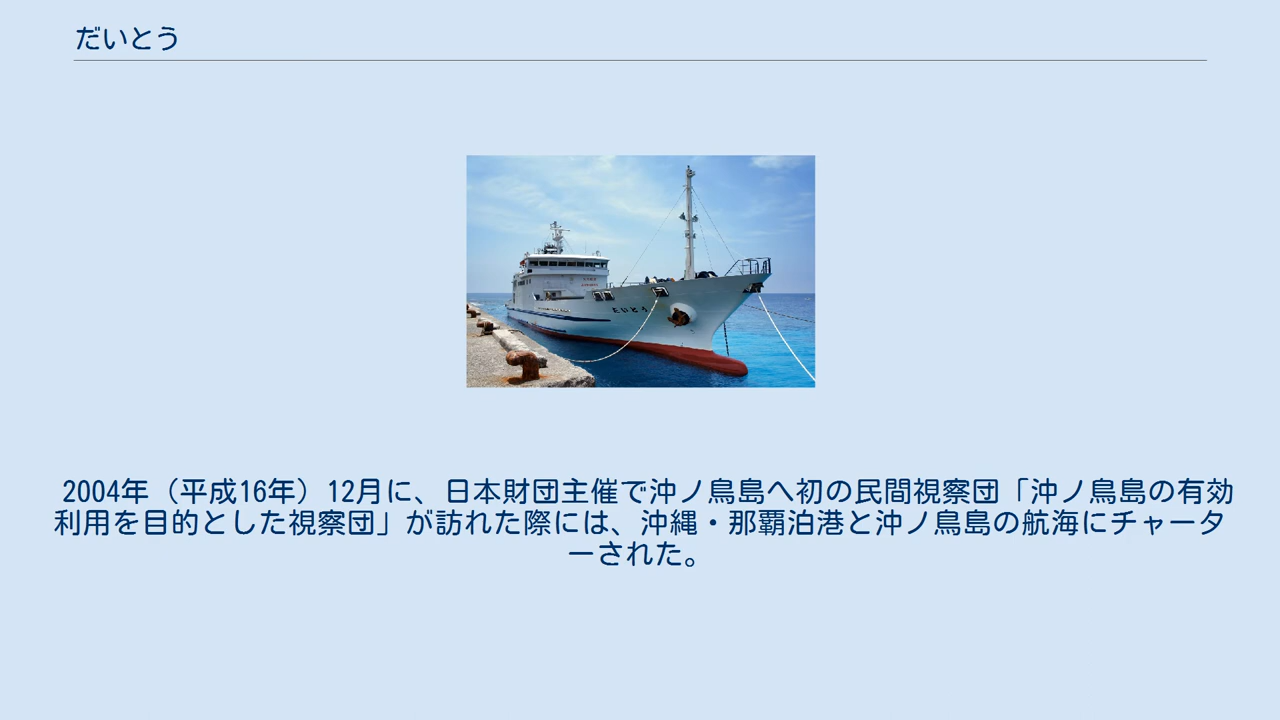 だいとう
だいとう
2004年（平成16年）12月に、日本財団主催で沖ノ鳥島へ初の民間視察団「沖ノ鳥島の有効
利用を目的とした視察団」が訪れた際には、沖縄・那覇泊港と沖ノ鳥島の航海にチャータ
ーされた。